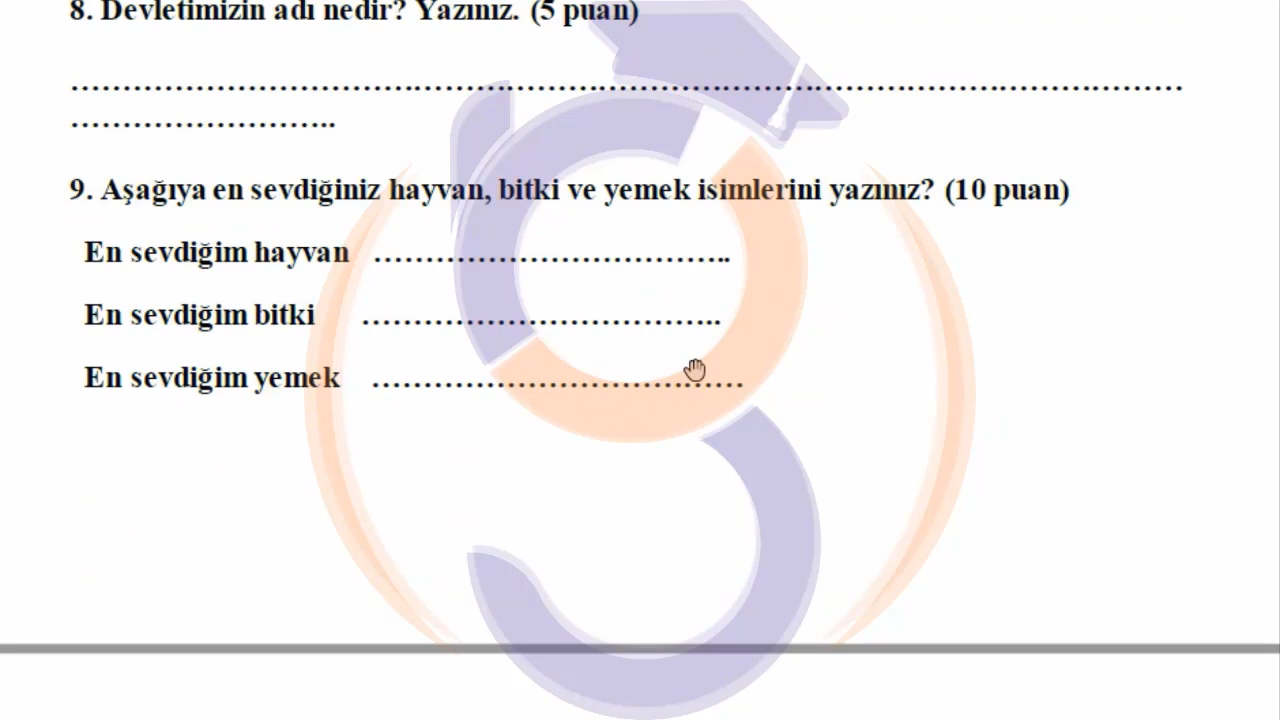 8. Devletimizin adı nedir? Yazınız. (5 puan)
………………………………………………………………………………………………
……………………..
9. Aşağıya en sevdiğiniz hayvan, bitki ve yemek isimlerini yazınız? (10 puan)
En sevdiğim hayvan ……………………………..
En sevdiğim bitki ……………………………..
En sevdiğim yemek ………………………………